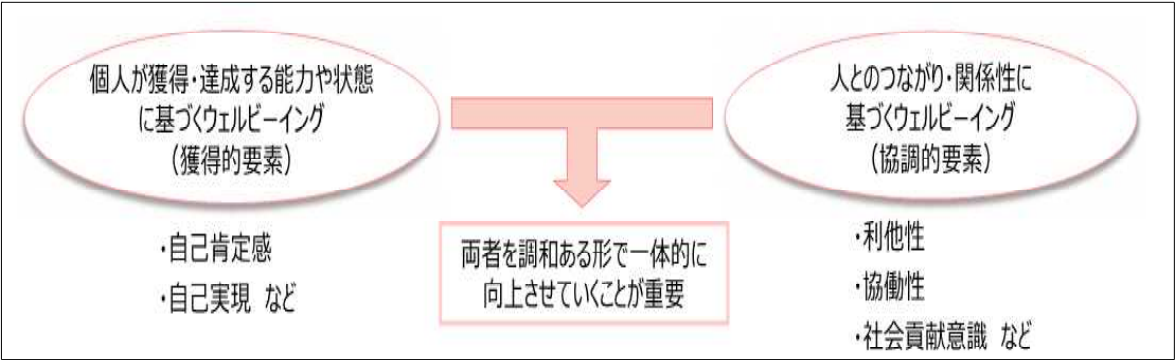 個人が獲得・達成する能力や状態
に基づくウェルビーイング
(獲得的要素)
・自己肯定感
・自己実現 など
両者を調和ある形で一体的に
向上させていくことが重要
人とのつながり・関係性に
基づくウェルビーイング
(協調的要素)
・利他性
・協働性
・社会貢献意識 など